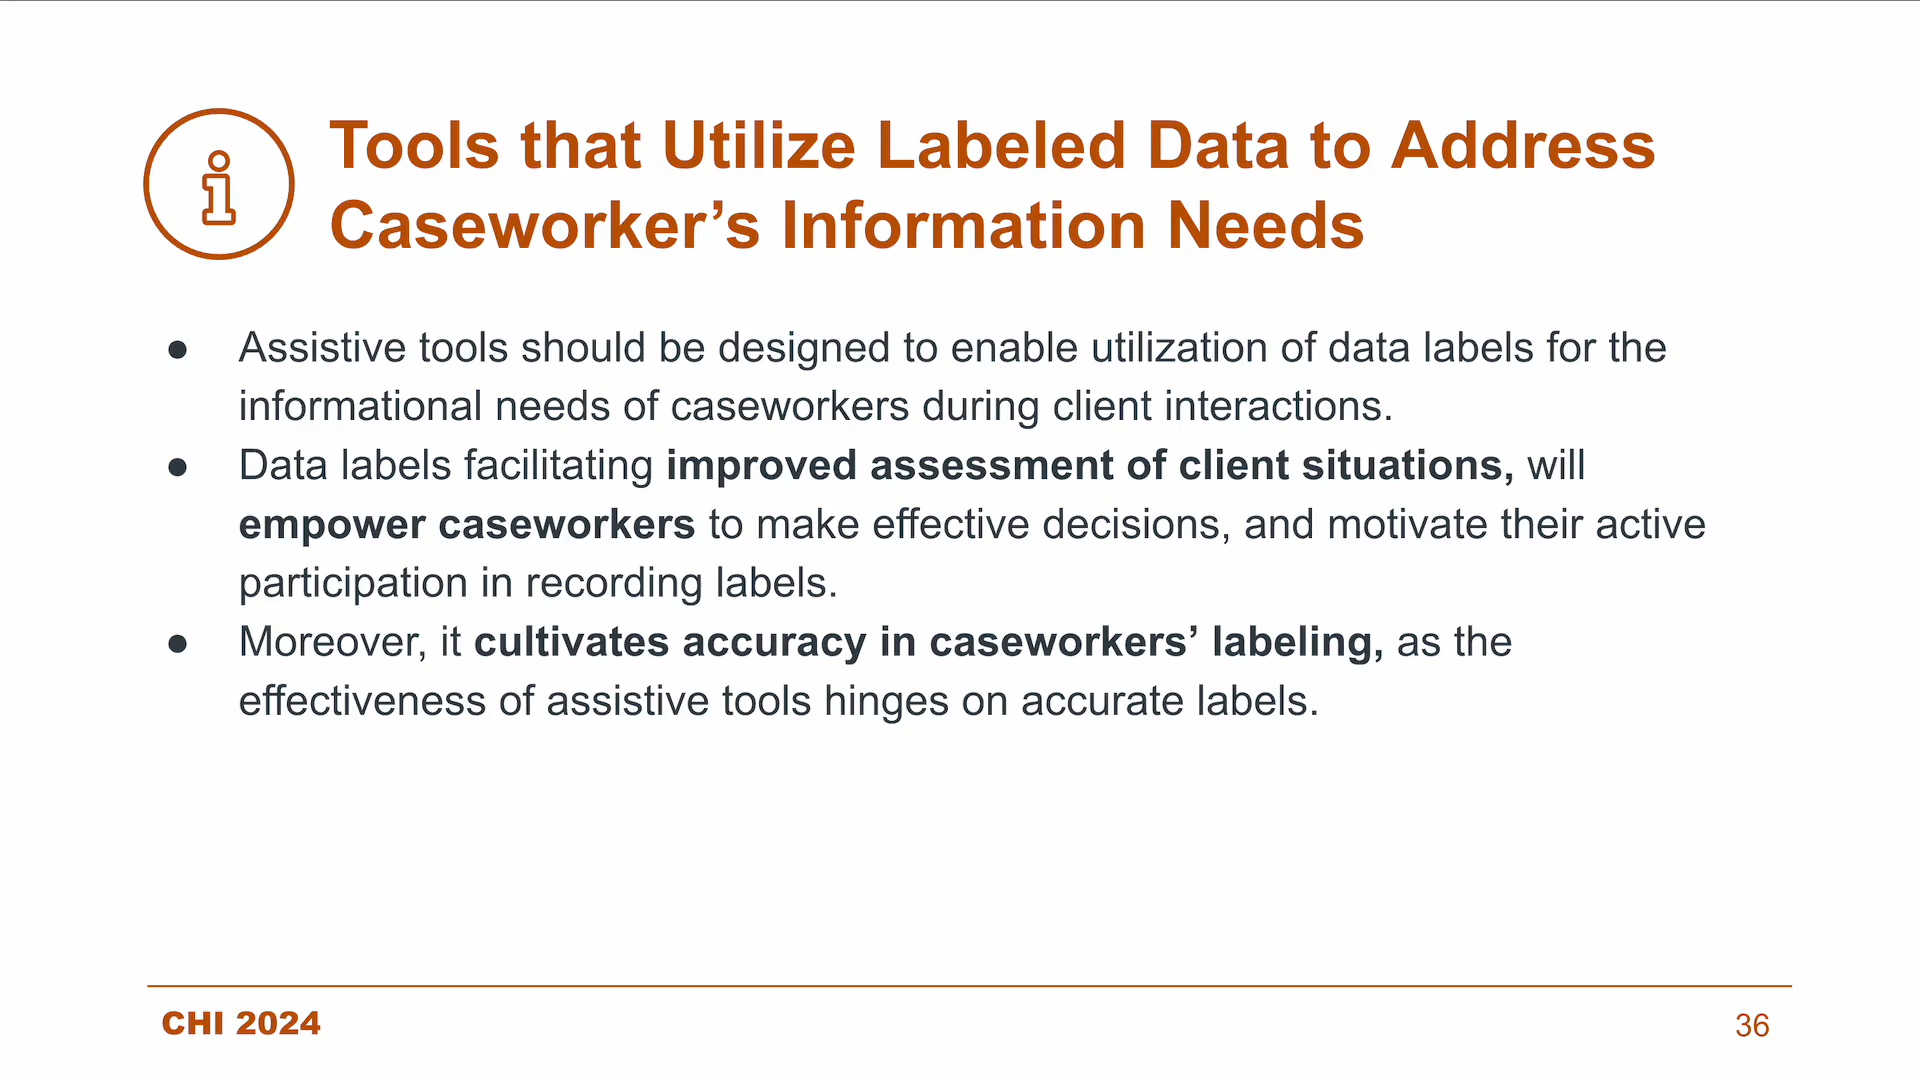 Tools that Utilize Labeled Data to Address
Caseworker’s Information Needs
● Assistive tools should be designed to enable utilization of data labels for the
informational needs of caseworkers during client interactions.
● Data labels facilitating improved assessment of client situations, will
empower caseworkers to make effective decisions, and motivate their active
participation in recording labels.
● Moreover, it cultivates accuracy in caseworkers’ labeling, as the
effectiveness of assistive tools hinges on accurate labels.
CHI 2024
36